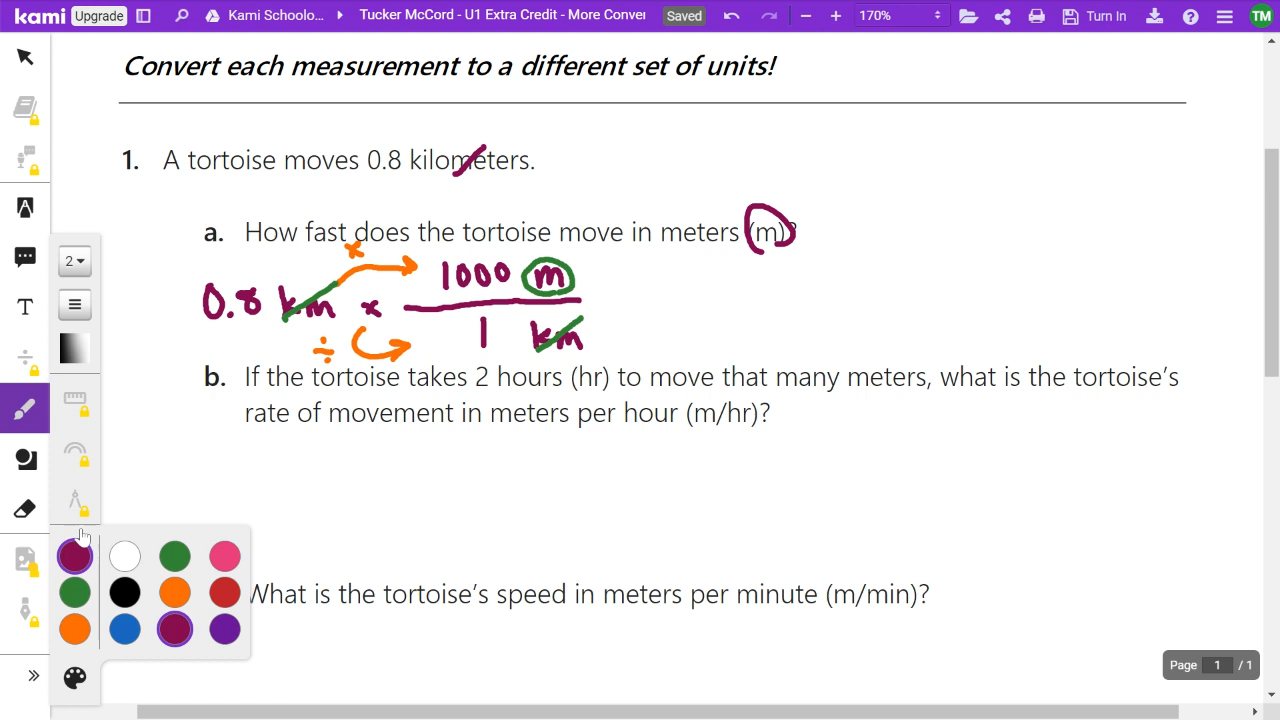 kami Upgrade Kami Schoolo... Tucker McCord - U1 Extra Credit - More Conver Saved 170% Turn In TM
Convert each measurement to a different set of units!
1. A tortoise moves 0.8 kilometers.
a. How fast does the tortoise move in meters (m)?
x
0.8 km x 1000 m
1 km
÷
b. If the tortoise takes 2 hours (hr) to move that many meters, what is the tortoise's
rate of movement in meters per hour (m/hr)?
What is the tortoise's speed in meters per minute (m/min)?
2
T
Page 1 / 1